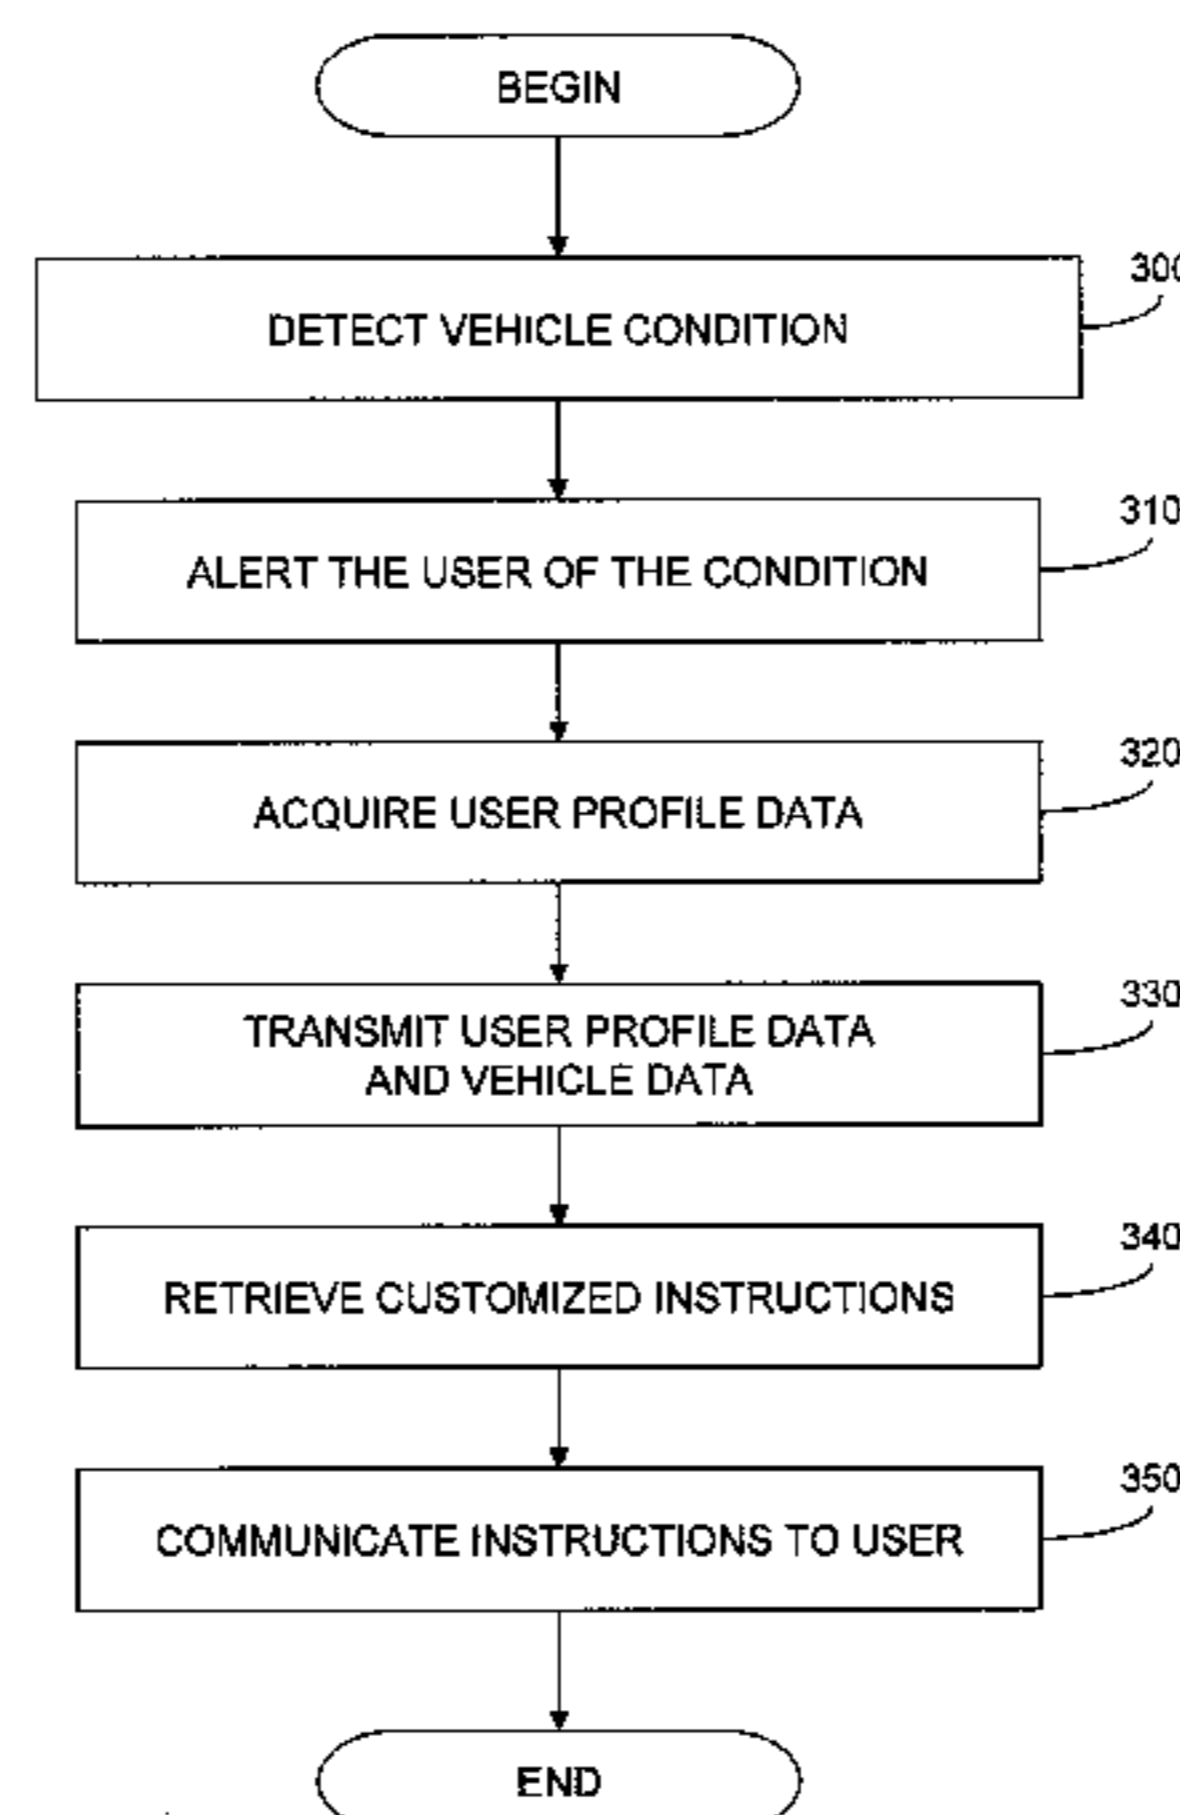 BEGIN
300
DETECT VEHICLE CONDITION
310
ALERT THE USER OF THE CONDITION
320
ACQUIRE USER PROFILE DATA
330
TRANSMIT USER PROFILE DATA
AND VEHICLE DATA
340
RETRIEVE CUSTOMIZED INSTRUCTIONS
350
COMMUNICATE INSTRUCTIONS TO USER
END